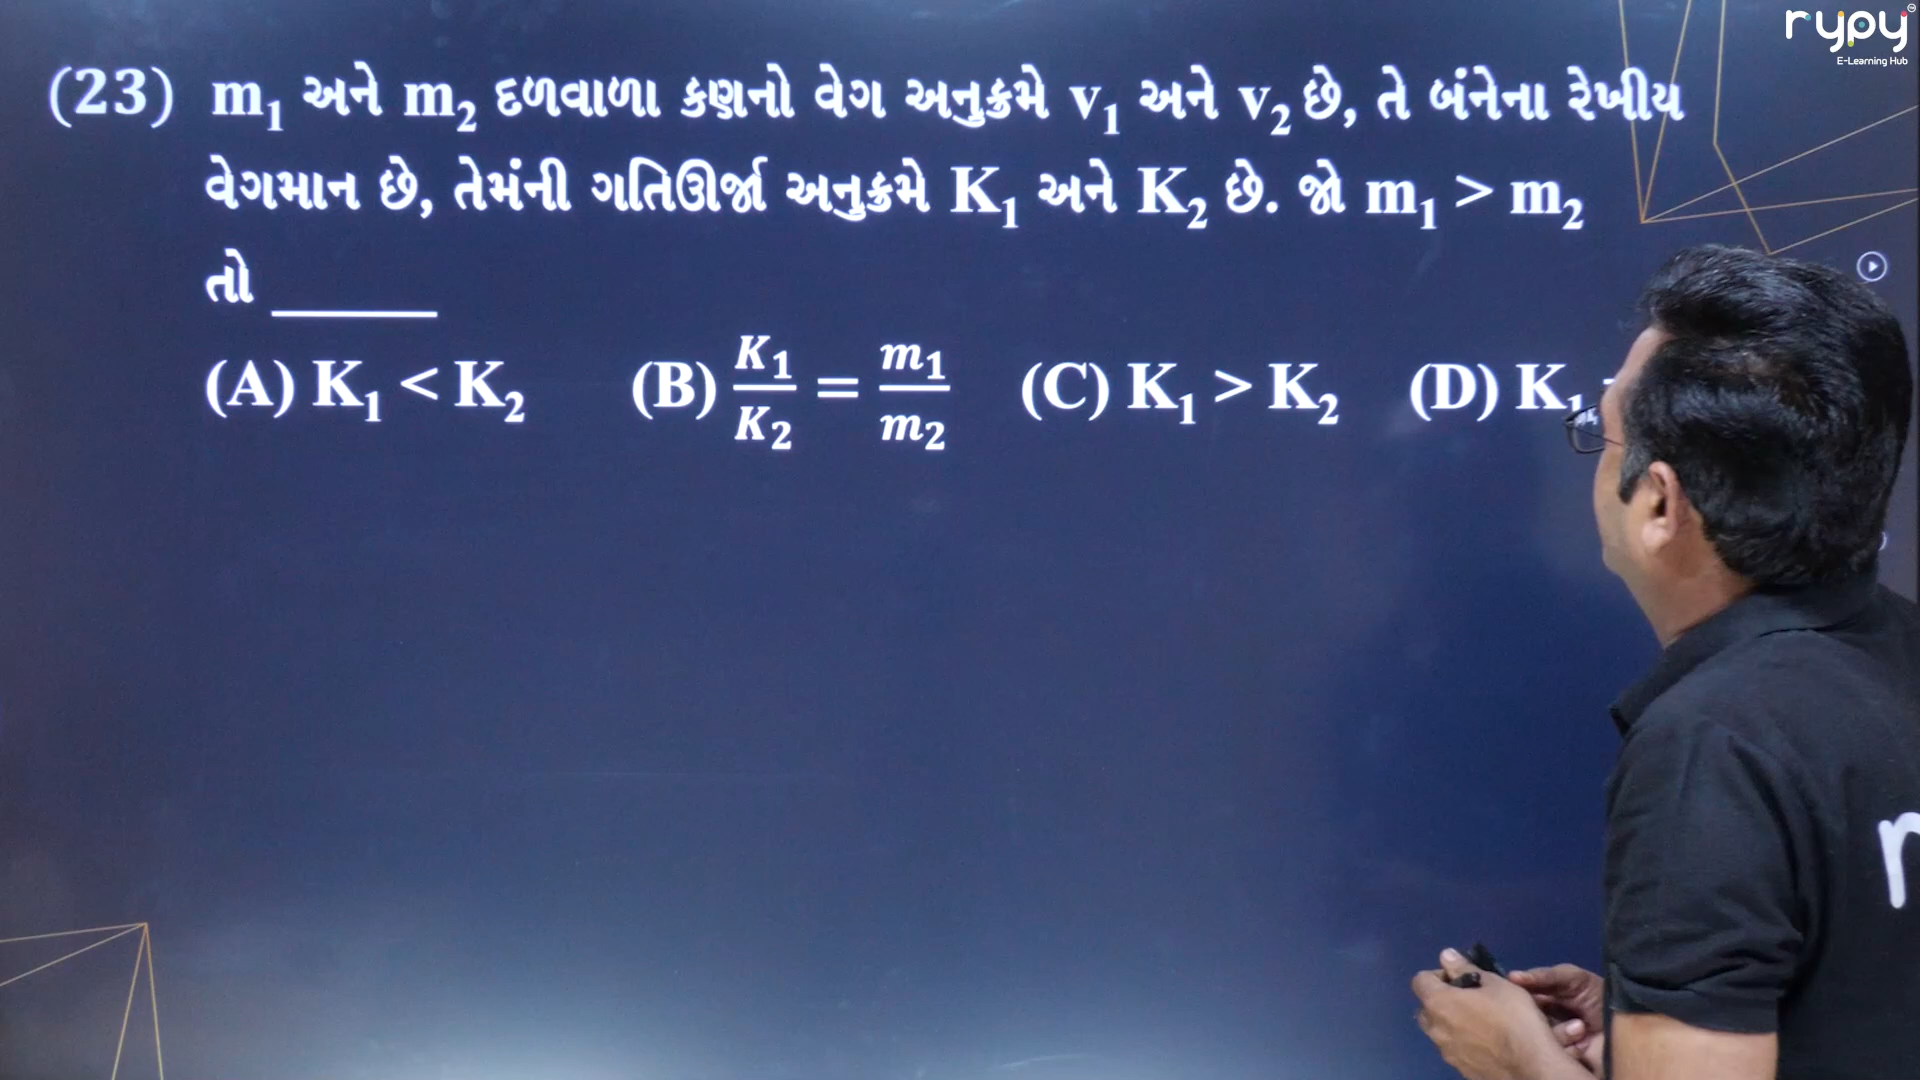 rypy
E-Learning Hub
(23) m₁ અને m₂ દળવાળા કણનો વેગ અનુક્રમે v₁ અને v₂ છે, તે બંનેના રેખીય
વેગમાન છે, તેમંની ગતિઊર્જા અનુક્રમે K₁ અને K₂ છે. જો m₁ > m₂
તો ______
(A) K₁ < K₂ (B) K₁/K₂ = m₁/m₂ (C) K₁ > K₂ (D) K₁